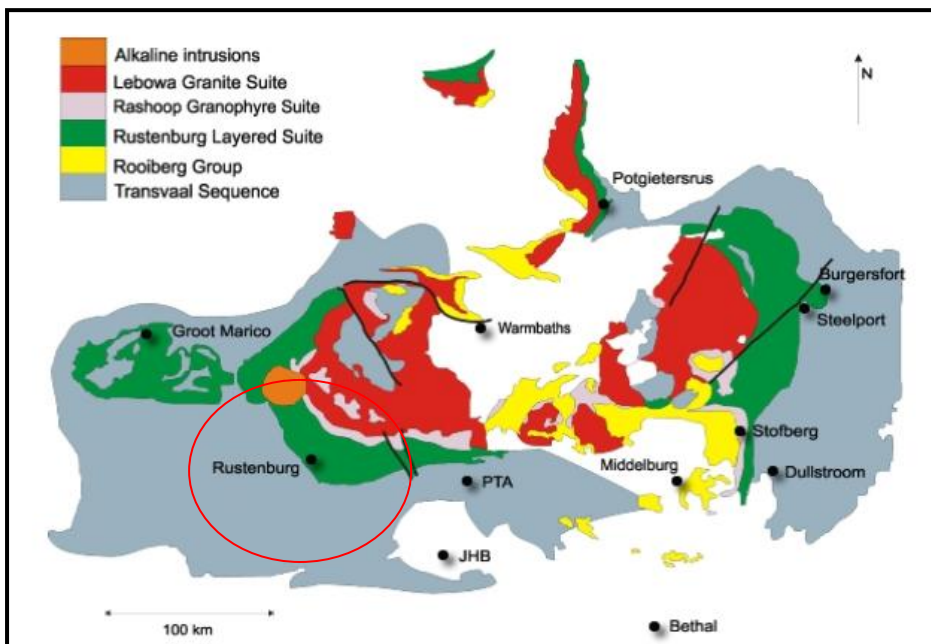 Alkaline intrusions
Lebowa Granite Suite
Rashoop Granophyre Suite
Rustenburg Layered Suite
Rooiberg Group
Transvaal Sequence
N
Potgietersrus
Burgersfort
Steelport
Groot Marico
Warmbaths
Stofberg
Rustenburg
Middelburg
Dullstroom
PTA
JHB
100 km
Bethal